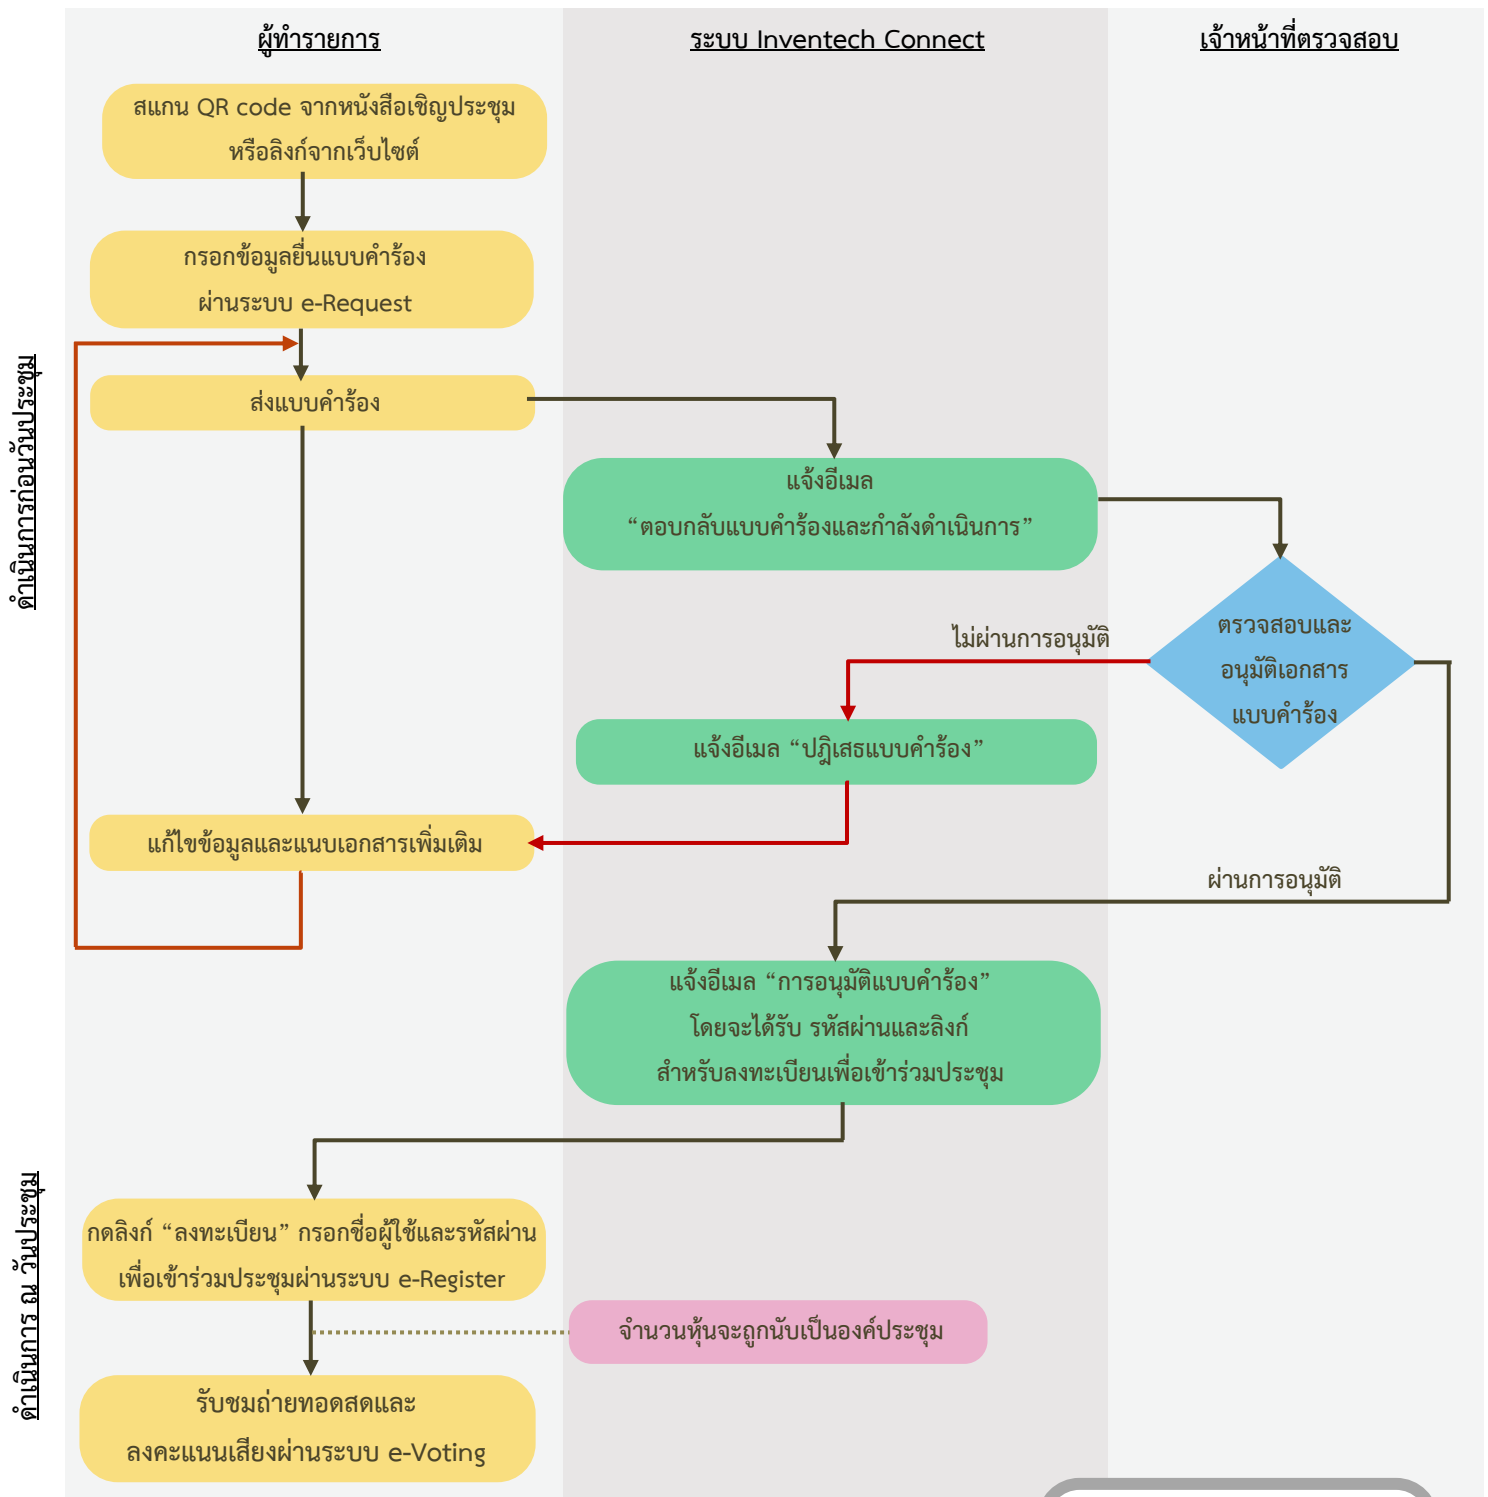 ผู้ทำรายการ
ระบบ Inventech Connect
เจ้าหน้าที่ตรวจสอบ
ดำเนินการก่อนวันประชุม
สแกน QR code จากหนังสือเชิญประชุม
หรือลิงก์จากเว็บไซต์
กรอกข้อมูลยื่นแบบคำร้อง
ผ่านระบบ e-Request
ส่งแบบคำร้อง
แจ้งอีเมล
“ตอบกลับแบบคำร้องและกำลังดำเนินการ”
ตรวจสอบและ
อนุมัติเอกสาร
แบบคำร้อง
ไม่ผ่านการอนุมัติ
แจ้งอีเมล “ปฎิเสธแบบคำร้อง”
แก้ไขข้อมูลและแนบเอกสารเพิ่มเติม
ผ่านการอนุมัติ
แจ้งอีเมล “การอนุมัติแบบคำร้อง”
โดยจะได้รับ รหัสผ่านและลิงก์
สำหรับลงทะเบียนเพื่อเข้าร่วมประชุม
ดำเนินการ ณ วันประชุม
กดลิงก์ “ลงทะเบียน” กรอกชื่อผู้ใช้และรหัสผ่าน
เพื่อเข้าร่วมประชุมผ่านระบบ e-Register
จำนวนหุ้นจะถูกนับเป็นองค์ประชุม
รับชมถ่ายทอดสดและ
ลงคะแนนเสียงผ่านระบบ e-Voting